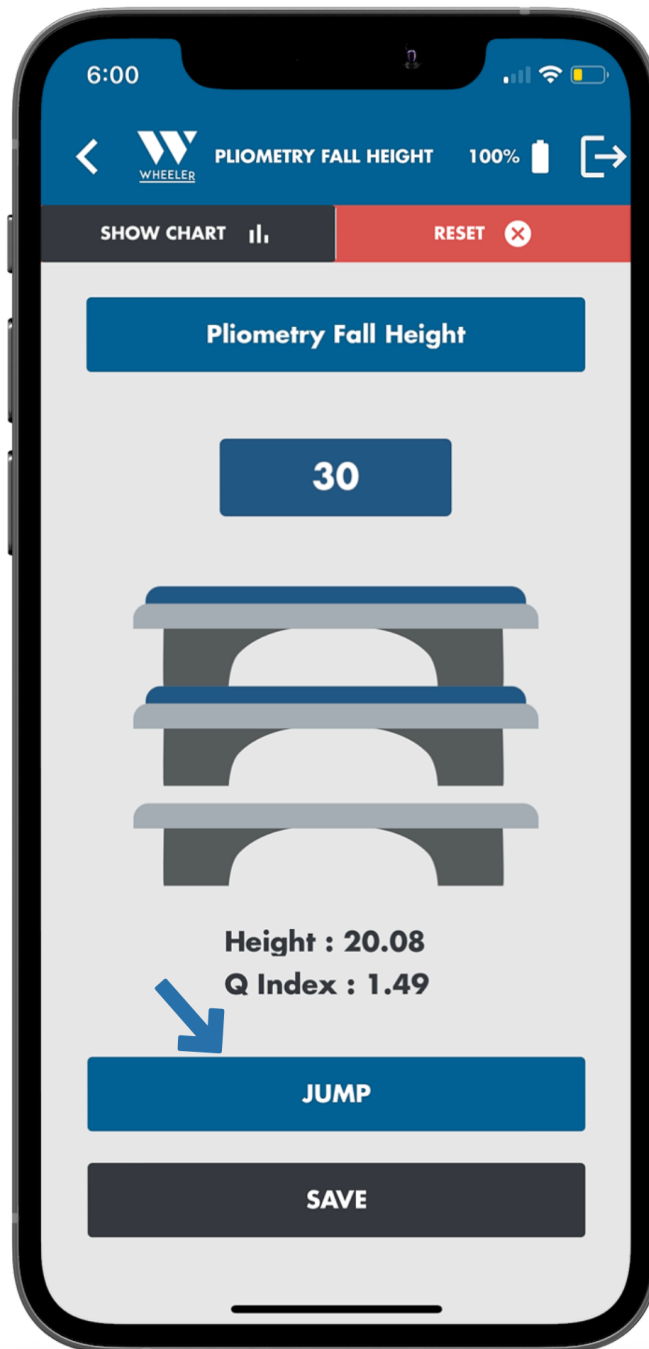 6:00
WHEELER
PLIOMETRY FALL HEIGHT 100%
SHOW CHART RESET
Pliometry Fall Height
30
Height : 20.08
Q Index : 1.49
JUMP
SAVE